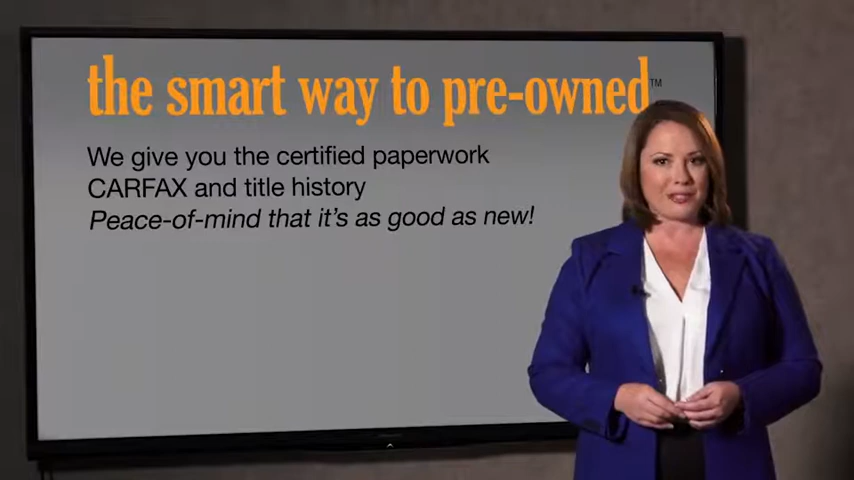 the smart way to pre-owned™
We give you the certified paperwork
CARFAX and title history
Peace-of-mind that it's as good as new!